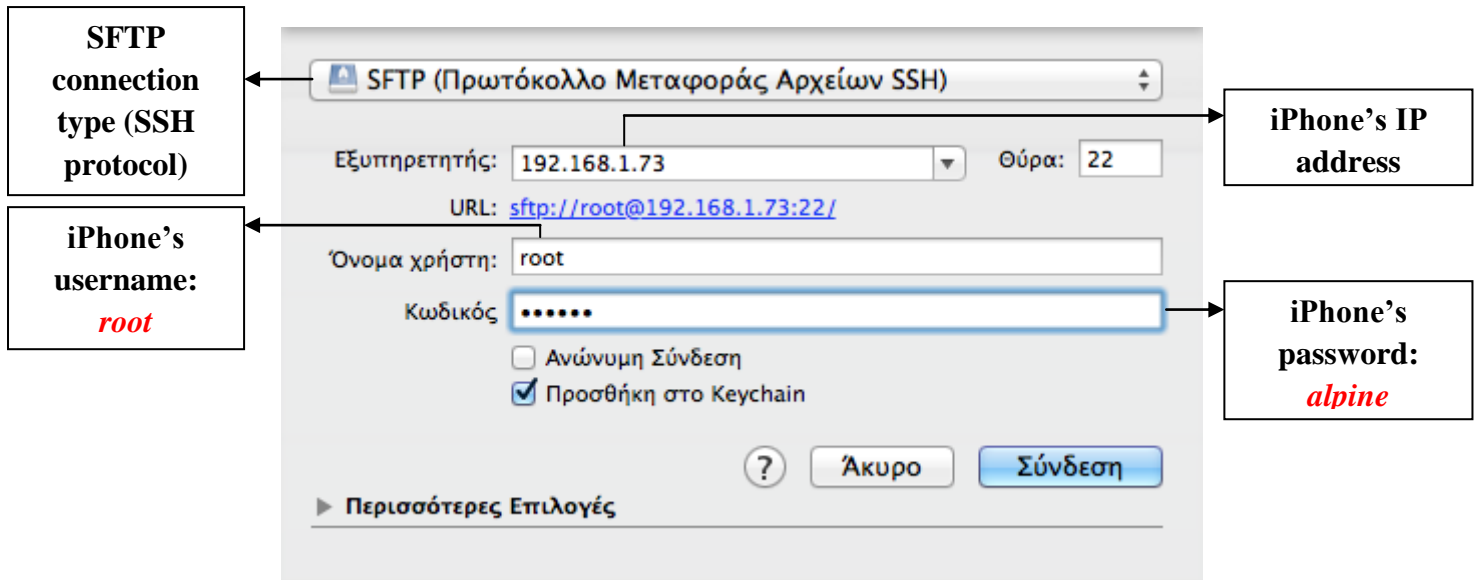 SFTP
connection
type (SSH
protocol)
SFTP (Πρωτόκολλο Μεταφοράς Αρχείων SSH)
iPhone’s IP
address
Εξυπηρετητής: 192.168.1.73 Θύρα: 22
URL: sftp://root@192.168.1.73:22/
iPhone’s
username:
root
Όνομα χρήστη: root
Κωδικός ••••••
iPhone’s
password:
alpine
Ανώνυμη Σύνδεση
Προσθήκη στο Keychain
? Άκυρο Σύνδεση
Περισσότερες Επιλογές